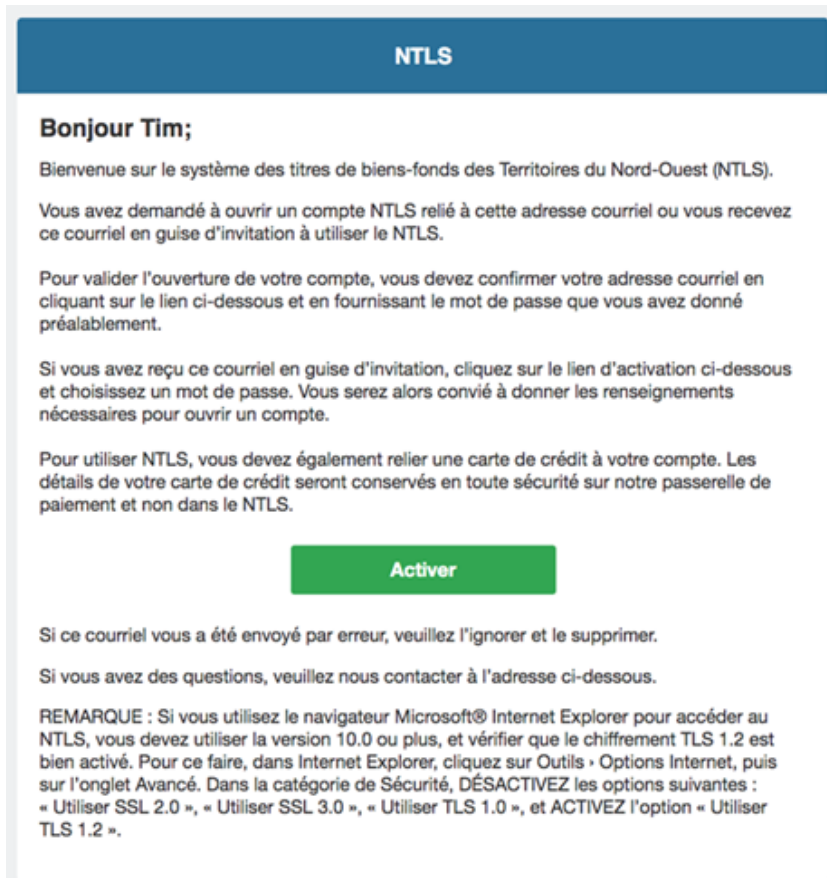 NTLS
Bonjour Tim;
Bienvenue sur le système des titres de biens-fonds des Territoires du Nord-Ouest (NTLS).
Vous avez demandé à ouvrir un compte NTLS relié à cette adresse courriel ou vous recevez
ce courriel en guise d'invitation à utiliser le NTLS.
Pour valider l'ouverture de votre compte, vous devez confirmer votre adresse courriel en
cliquant sur le lien ci-dessous et en fournissant le mot de passe que vous avez donné
préalablement.
Si vous avez reçu ce courriel en guise d'invitation, cliquez sur le lien d'activation ci-dessous
et choisissez un mot de passe. Vous serez alors convié à donner les renseignements
nécessaires pour ouvrir un compte.
Pour utiliser NTLS, vous devez également relier une carte de crédit à votre compte. Les
détails de votre carte de crédit seront conservés en toute sécurité sur notre passerelle de
paiement et non dans le NTLS.
Activer
Si ce courriel vous a été envoyé par erreur, veuillez l'ignorer et le supprimer.
Si vous avez des questions, veuillez nous contacter à l'adresse ci-dessous.
REMARQUE : Si vous utilisez le navigateur Microsoft® Internet Explorer pour accéder au
NTLS, vous devez utiliser la version 10.0 ou plus, et vérifier que le chiffrement TLS 1.2 est
bien activé. Pour ce faire, dans Internet Explorer, cliquez sur Outils › Options Internet, puis
sur l'onglet Avancé. Dans la catégorie de Sécurité, DÉSACTIVEZ les options suivantes :
« Utiliser SSL 2.0 », « Utiliser SSL 3.0 », « Utiliser TLS 1.0 », et ACTIVEZ l'option « Utiliser
TLS 1.2 ».